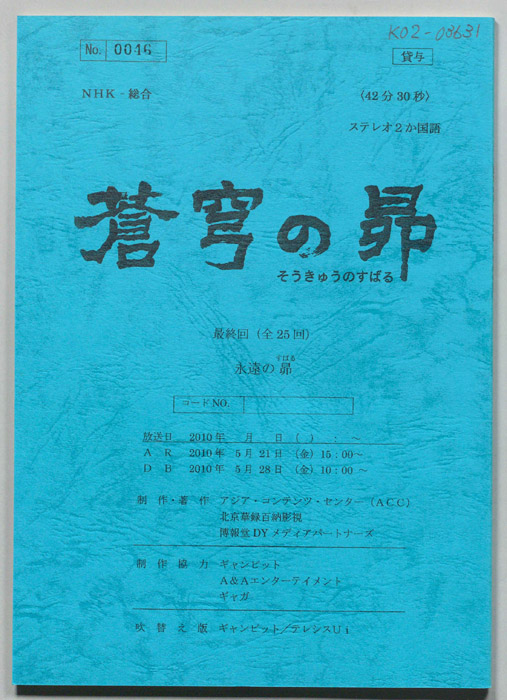 K02-00631
No. 0046
貸与
NHK-総合
〈42分30秒〉
ステレオ2か国語
蒼穹の昴
そうきゅうのすばる
最終回(全25回)
すばる
永遠の昴
コードNO.
放送日 2010年 月 日 ( ) : ～
A R 2010年 5月21日 (金) 15:00～
D B 2010年 5月28日 (金) 10:00～
制作・著作 アジア・コンテンツ・センター(ACC)
北京華録百納影視
博報堂DYメディアパートナーズ
制作協力 ギャンビット
A&Aエンターテイメント
ギャガ
吹替え版 ギャンビット/テレシスUi